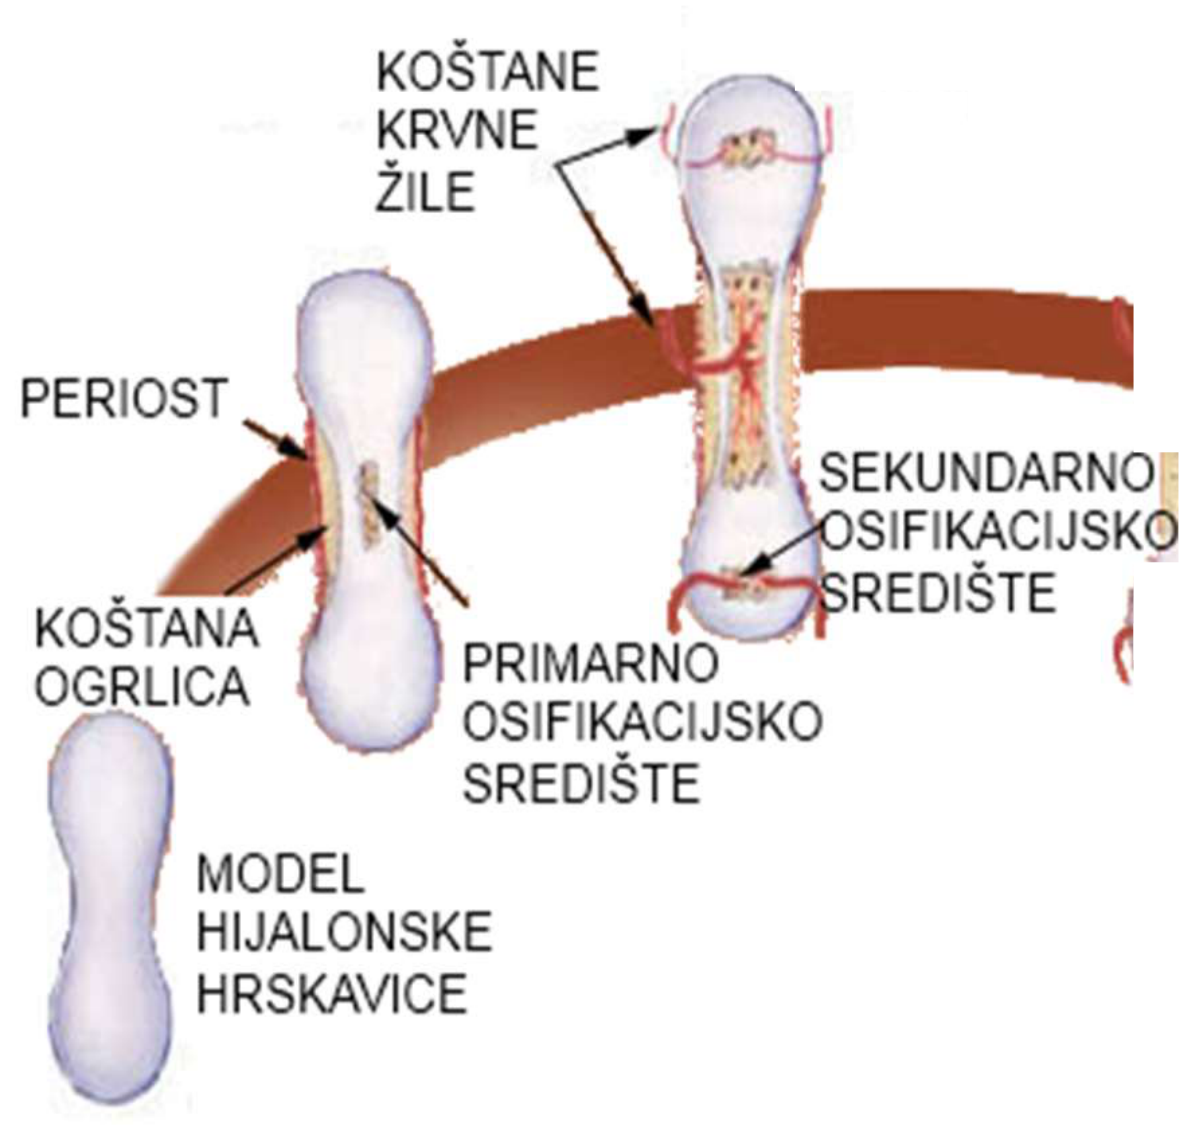 KOŠTANE
KRVNE
ŽILE
PERIOST
SEKUNDARNO
OSIFIKACIJSKO
SREDIŠTE
KOŠTANA
OGRLICA
PRIMARNO
OSIFIKACIJSKO
SREDIŠTE
MODEL
HIJALONSKE
HRSKAVICE